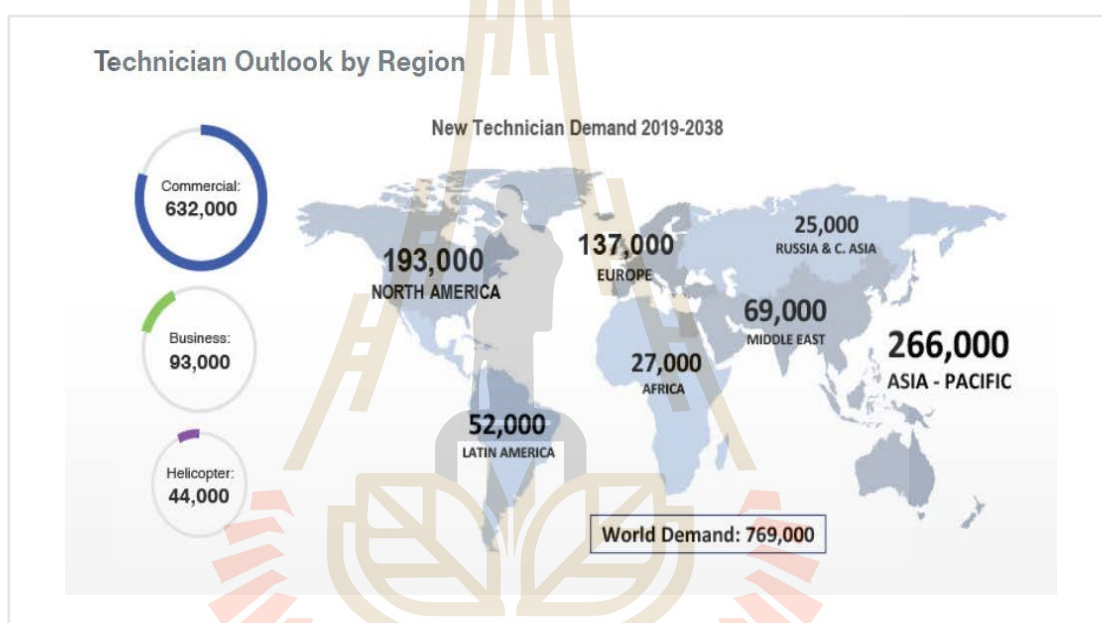 Technician Outlook by Region
New Technician Demand 2019-2038
Commercial:
632,000
Business:
93,000
Helicopter:
44,000
193,000
NORTH AMERICA
137,000
EUROPE
25,000
RUSSIA & C. ASIA
69,000
MIDDLE EAST
266,000
ASIA - PACIFIC
27,000
AFRICA
52,000
LATIN AMERICA
World Demand: 769,000